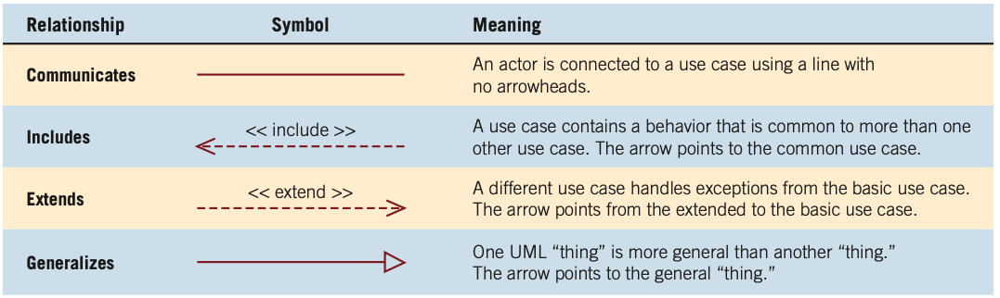 Relationship Symbol Meaning
Communicates
An actor is connected to a use case using a line with
no arrowheads.
Includes
<< include >>
A use case contains a behavior that is common to more than one
other use case. The arrow points to the common use case.
Extends
<< extend >>
A different use case handles exceptions from the basic use case.
The arrow points from the extended to the basic use case.
Generalizes
One UML “thing” is more general than another “thing.”
The arrow points to the general “thing.”